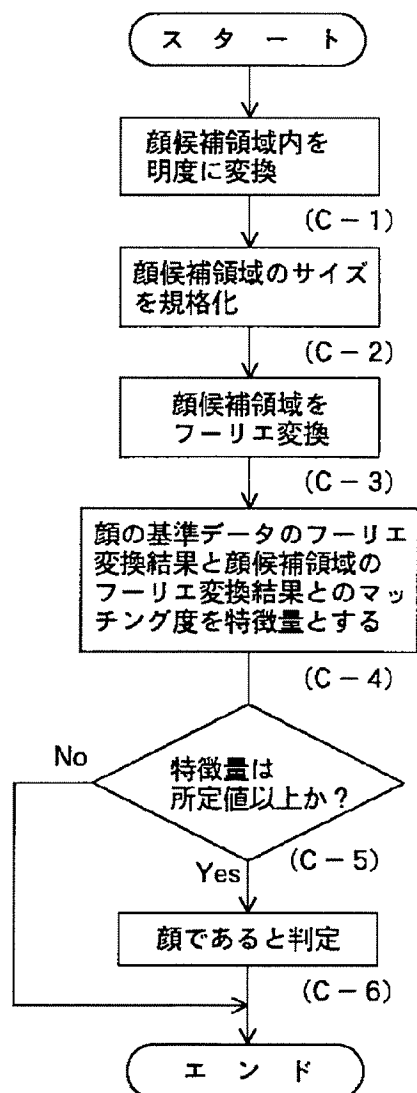 スタート
顔候補領域内を
明度に変換
(C－1)
顔候補領域のサイズ
を規格化
(C－2)
顔候補領域を
フーリエ変換
(C－3)
顔の基準データのフーリエ
変換結果と顔候補領域の
フーリエ変換結果とのマッ
チング度を特徴量とする
(C－4)
No
特徴量は
所定値以上か？
(C－5)
Yes
顔であると判定
(C－6)
エンド